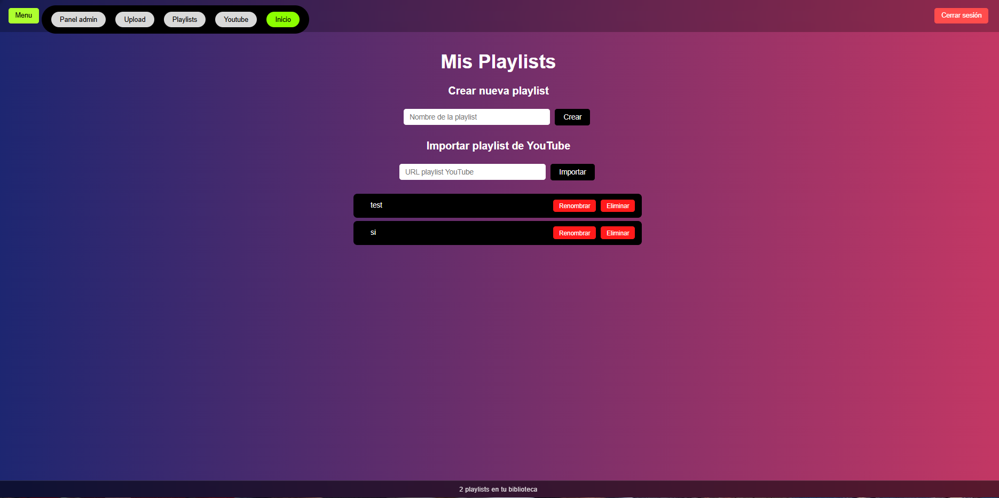 Menu
Panel admin
Upload
Playlists
Youtube
Inicio
Cerrar sesión
Mis Playlists
Crear nueva playlist
Nombre de la playlist
Crear
Importar playlist de YouTube
URL playlist YouTube
Importar
test
Renombrar
Eliminar
si
Renombrar
Eliminar
2 playlists en tu biblioteca